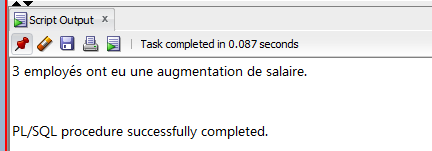 Script Output x
Task completed in 0.087 seconds
3 employés ont eu une augmentation de salaire.
PL/SQL procedure successfully completed.